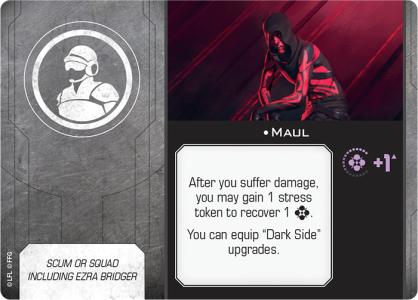 • MAUL
+1
After you suffer damage,
you may gain 1 stress
token to recover 1 .
You can equip “Dark Side”
upgrades.
SCUM OR SQUAD
INCLUDING EZRA BRIDGER
© LFL © FFG